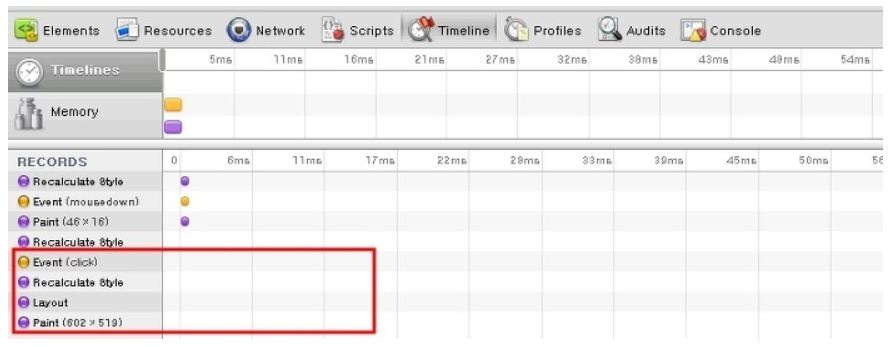 Elements Resources Network Scripts Timeline Profiles Audits Console
Timelines 5ms 11ms 16ms 21ms 27ms 32ms 38ms 43ms 48ms 54ms
Memory
RECORDS 0 6ms 11ms 17ms 22ms 28ms 33ms 39ms 45ms 50ms 56
Recalculate Style
Event (mousedown)
Paint (46 × 16)
Recalculate Style
Event (click)
Recalculate Style
Layout
Paint (602 × 519)